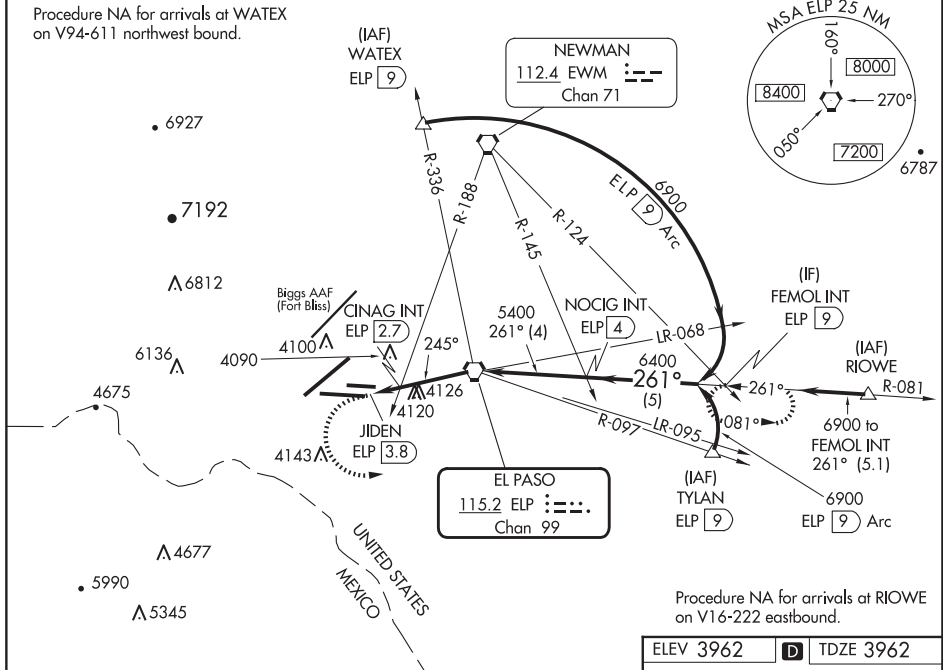 Procedure NA for arrivals at WATEX
on V94-611 northwest bound.
(IAF)
WATEX
ELP 9
NEWMAN
112.4 EWM
Chan 71
MSA ELP 25 NM
160°
8000
8400
270°
050°
7200
6787
6927
7192
6812
R-336
R-188
R-145
R-124
6900
ELP 9 Arc
Biggs AAF
(Fort Bliss)
CINAG INT
ELP 2.7
4100
4090
6136
4675
245°
4126
4120
5400
261° (4)
NOCIG INT
ELP 4
LR-068
(IF)
FEMOL INT
ELP 9
6400
261°
(5)
261°
081°
(IAF)
RIOWE
R-081
6900 to
FEMOL INT
261° (5.1)
JIDEN
ELP 3.8
4143
R-097
LR-095
(IAF)
TYLAN
ELP 9
6900
ELP 9 Arc
EL PASO
115.2 ELP
Chan 99
UNITED STATES
MEXICO
4677
5990
5345
Procedure NA for arrivals at RIOWE
on V16-222 eastbound.
ELEV 3962 D TDZE 3962